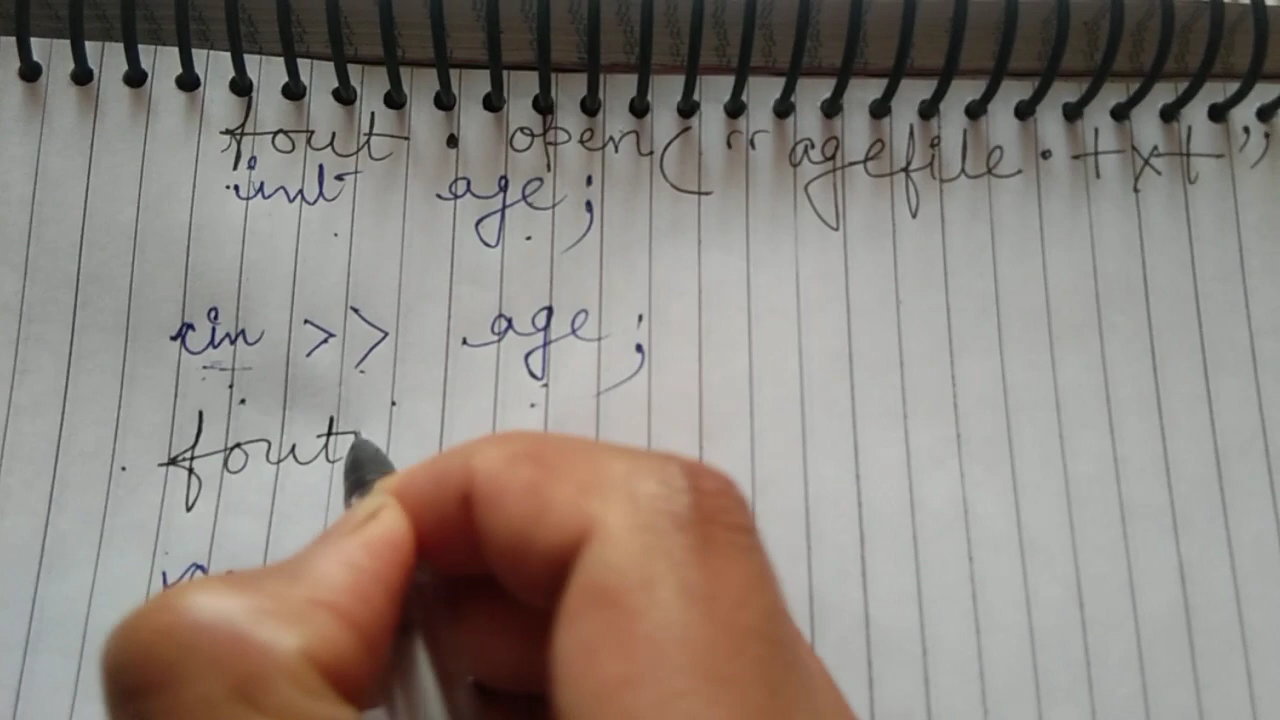 fout . open( "agefile.txt"
int age;
cin >> age;
fout